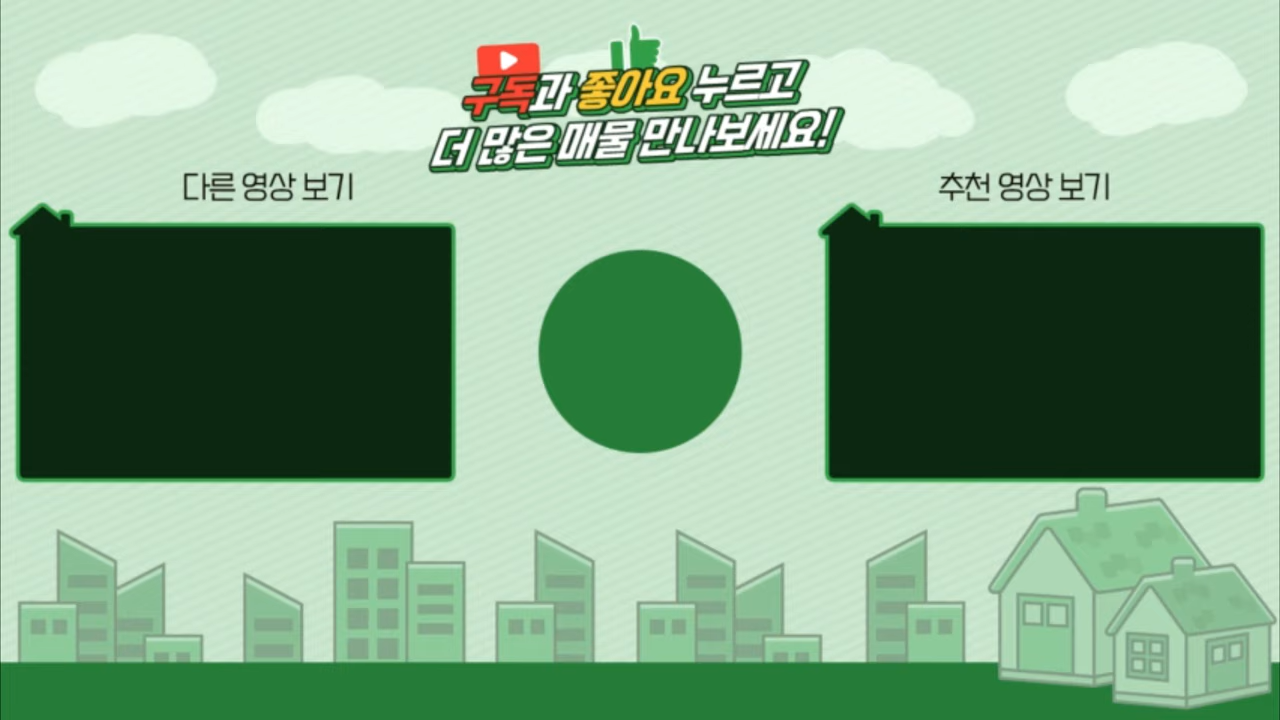 구독과 좋아요 누르고
더 많은 매물 만나보세요!
다른 영상 보기
추천 영상 보기